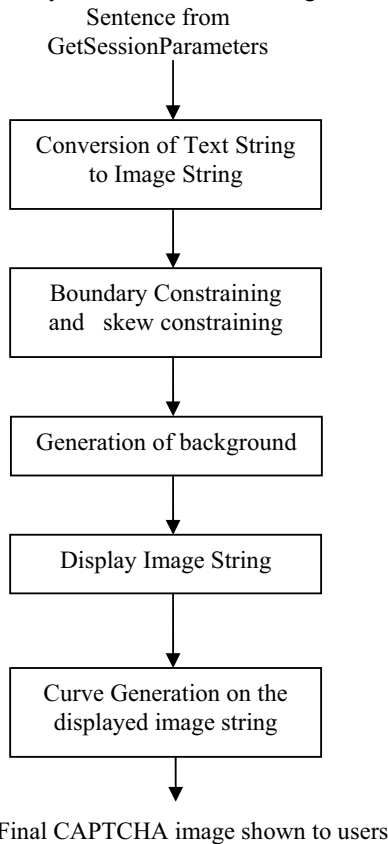 Sentence from
GetSessionParameters
Conversion of Text String
to Image String
Boundary Constraining
and skew constraining
Generation of background
Display Image String
Curve Generation on the
displayed image string
Final CAPTCHA image shown to users